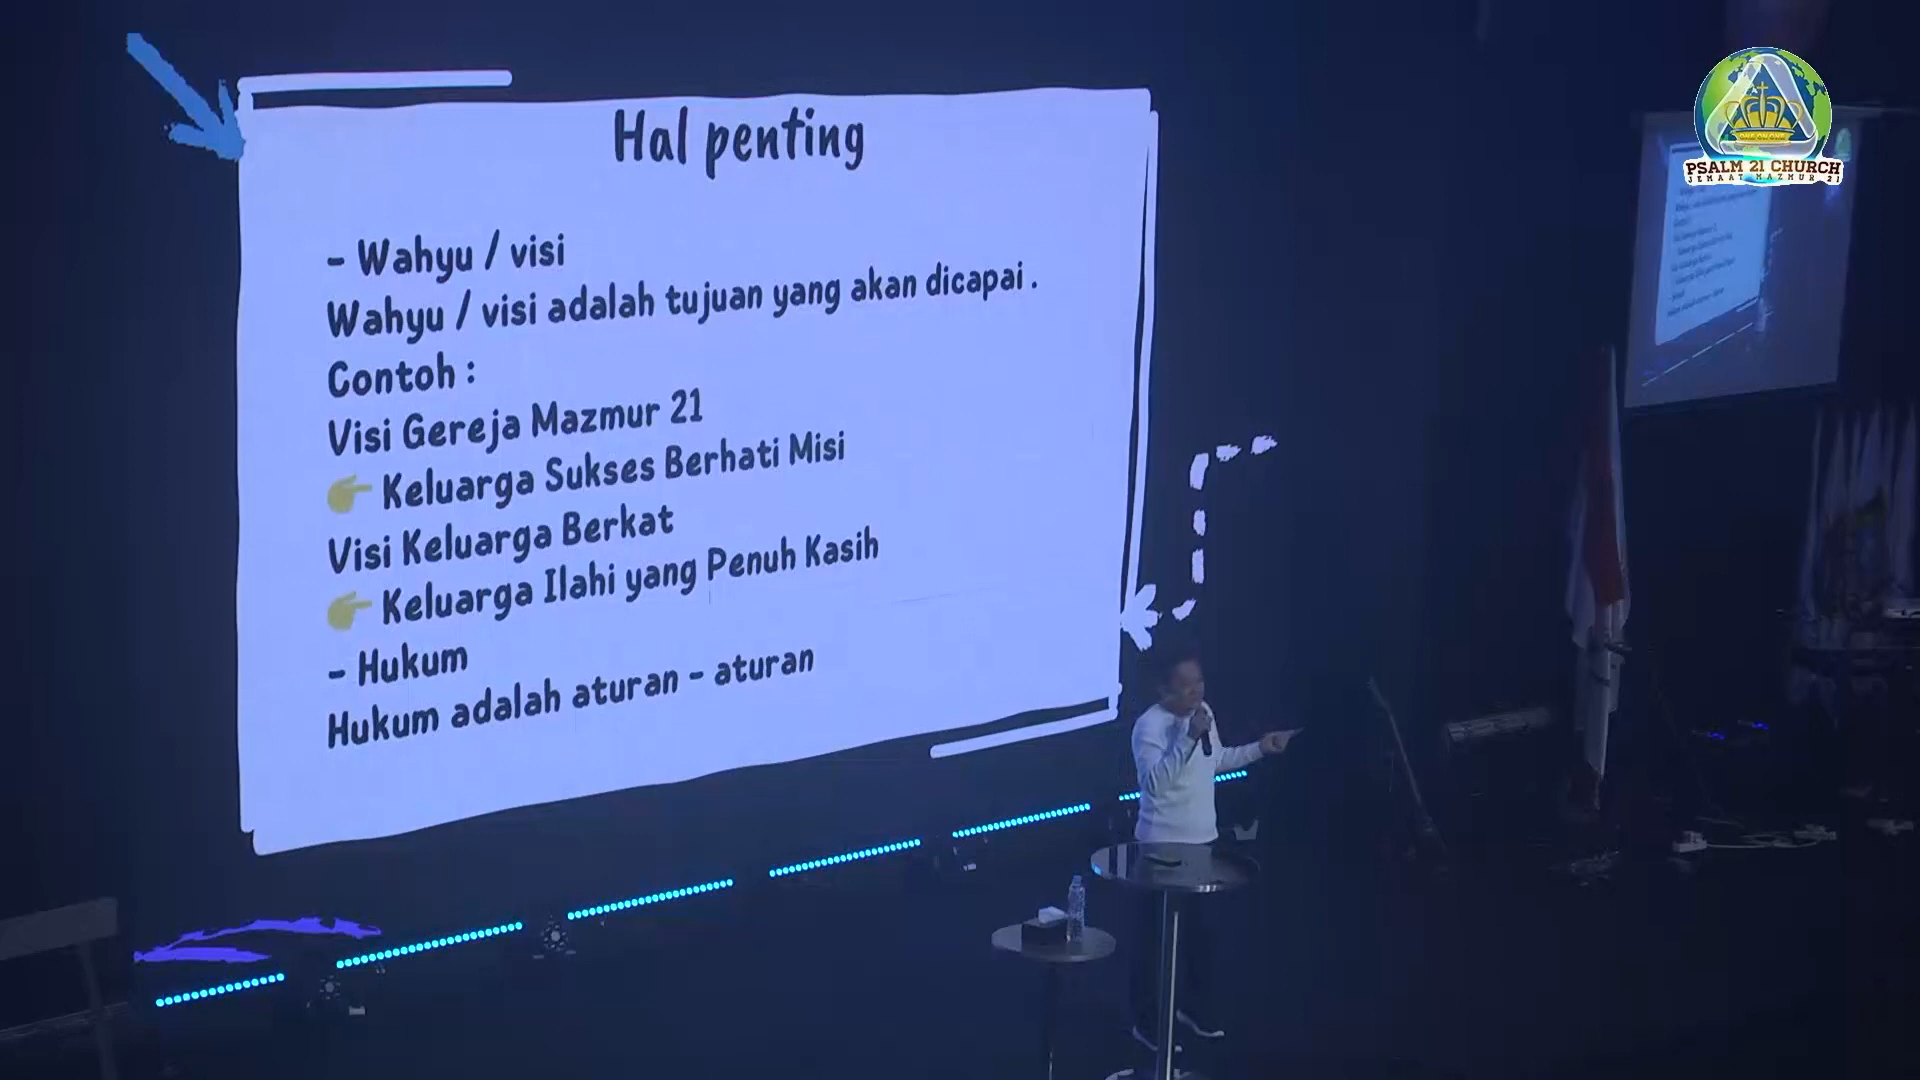 Hal penting
- Wahyu / visi
Wahyu / visi adalah tujuan yang akan dicapai .
Contoh :
Visi Gereja Mazmur 21
👉 Keluarga Sukses Berhati Misi
Visi Keluarga Berkat
👉 Keluarga Ilahi yang Penuh Kasih
- Hukum
Hukum adalah aturan - aturan
PSALM 21 CHURCH
JEMAAT MAZMUR 21